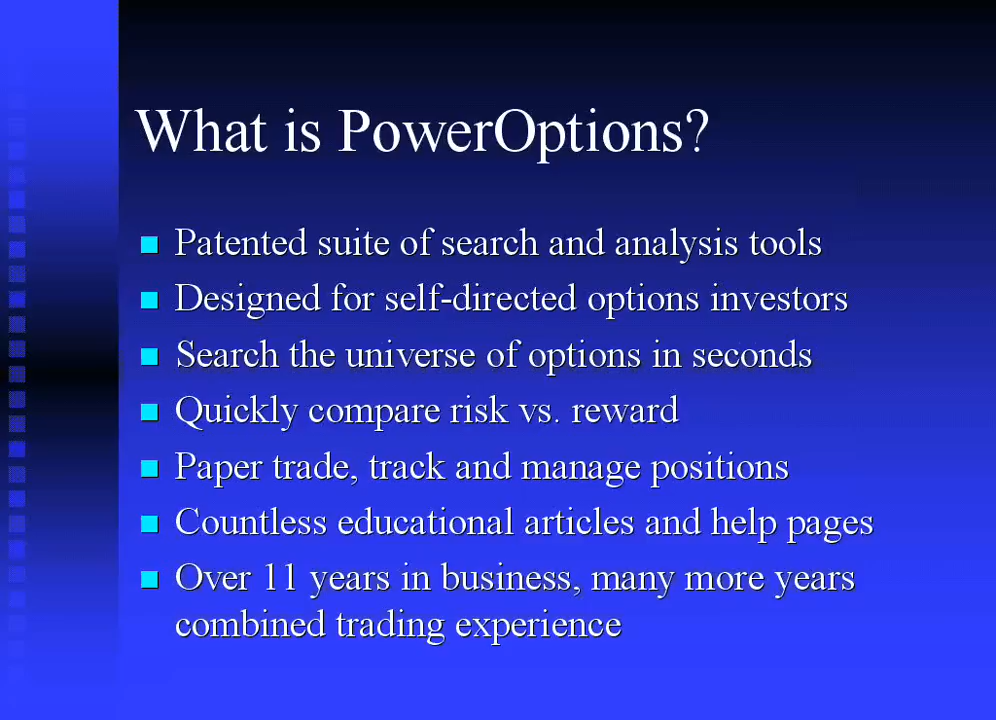 What is PowerOptions?
Patented suite of search and analysis tools
Designed for self-directed options investors
Search the universe of options in seconds
Quickly compare risk vs. reward
Paper trade, track and manage positions
Countless educational articles and help pages
Over 11 years in business, many more years
combined trading experience